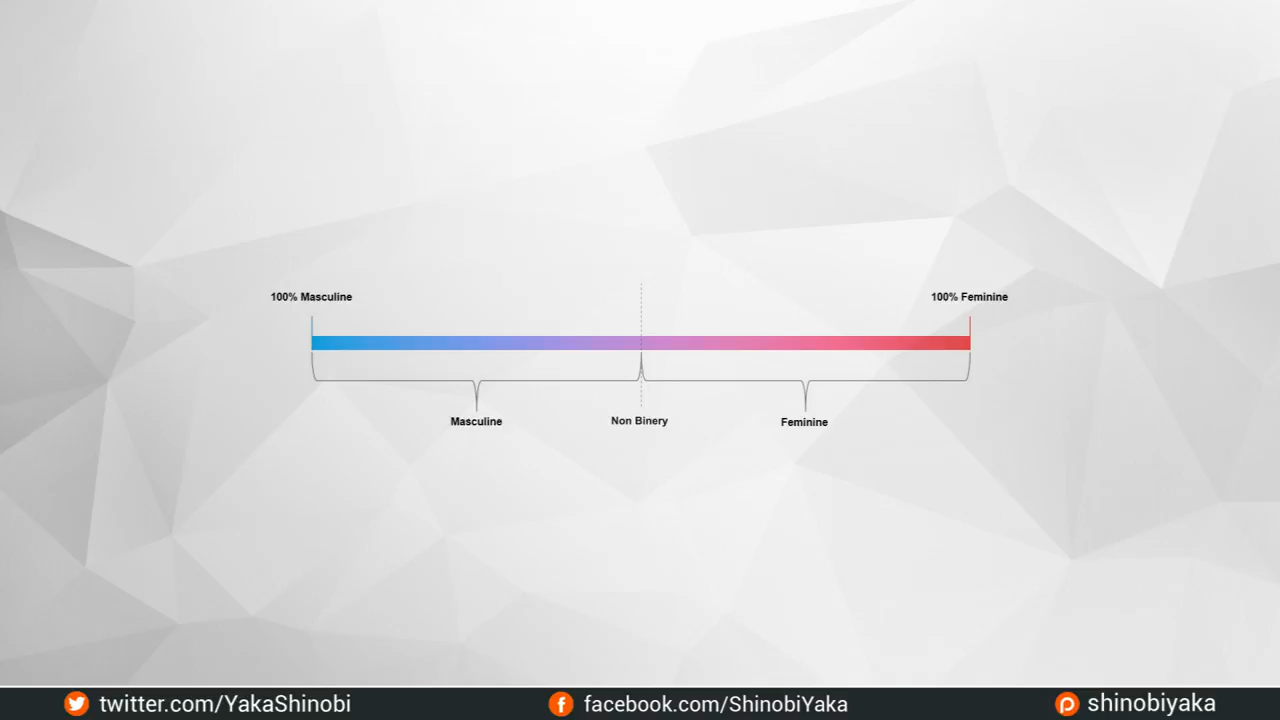 100% Masculine
100% Feminine
Masculine
Non Binery
Feminine
twitter.com/YakaShinobi
facebook.com/ShinobiYaka
shinobiyaka